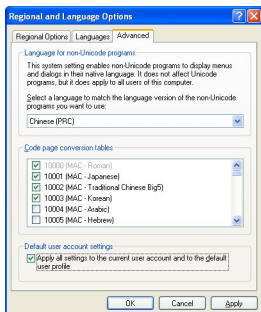 Regional and Language Options
Regional Options
Languages
Advanced
Language for non-Unicode programs
This system setting enables non-Unicode programs to display menus
and dialogs in their native language. It does not affect Unicode
programs, but it does apply to all users of this computer.
Select a language to match the language version of the non-Unicode
programs you want to use:
Chinese (PRC)
Code page conversion tables
10000 (MAC - Roman)
10001 (MAC - Japanese)
10002 (MAC - Traditional Chinese Big5)
10003 (MAC - Korean)
10004 (MAC - Arabic)
10005 (MAC - Hebrew)
Default user account settings
Apply all settings to the current user account and to the default
user profile
OK
Cancel
Apply